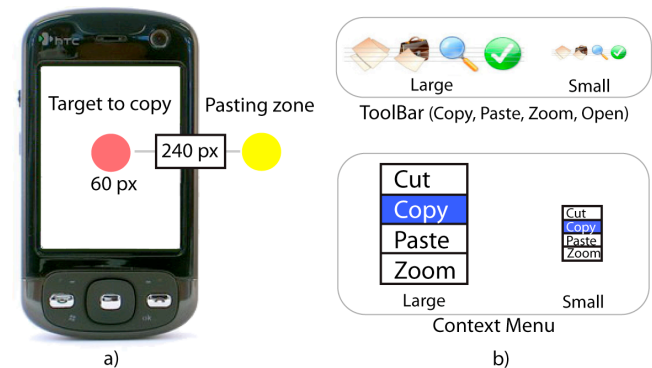 hTC
Target to copy
Pasting zone
240 px
60 px
ok
a)
Large
Small
ToolBar (Copy, Paste, Zoom, Open)
Cut
Copy
Paste
Zoom
Large
Cut
Copy
Paste
Zoom
Small
Context Menu
b)